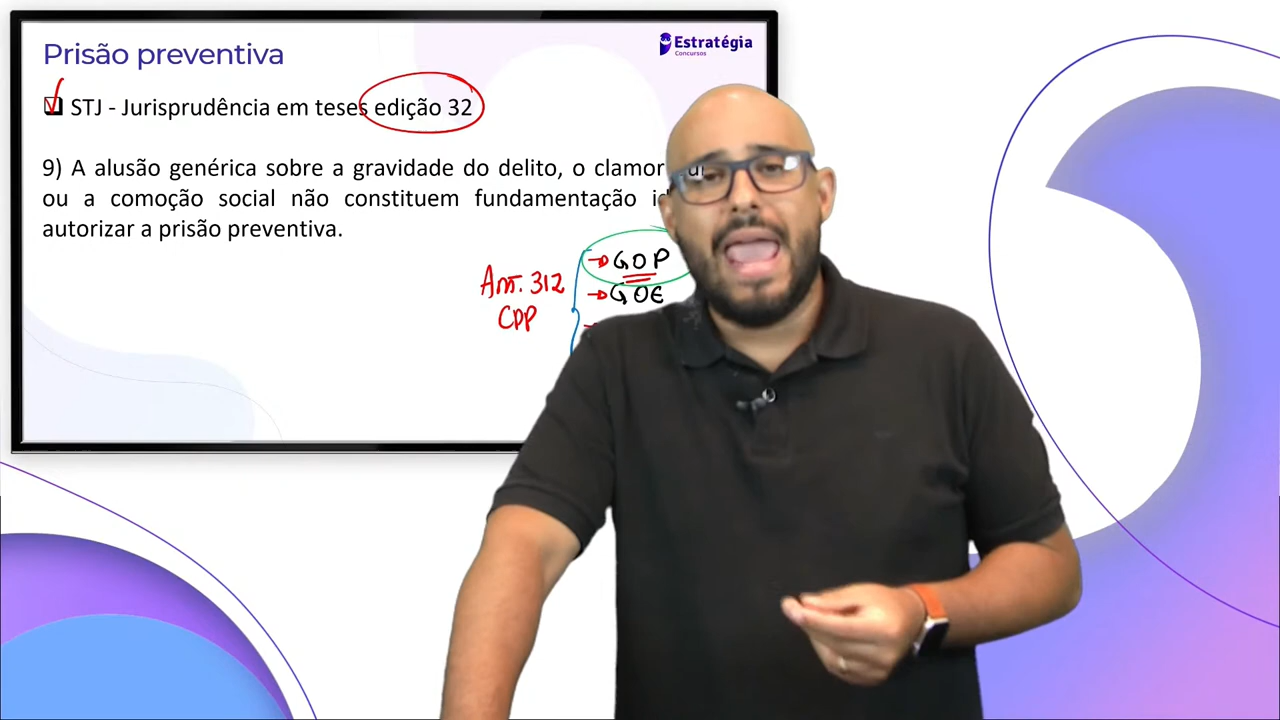 Prisão preventiva
Estratégia
Concursos
STJ - Jurisprudência em teses edição 32
9) A alusão genérica sobre a gravidade do delito, o clamor
ou a comoção social não constituem fundamentação
autorizar a prisão preventiva.
Art. 312
CPP
GOP
GOE